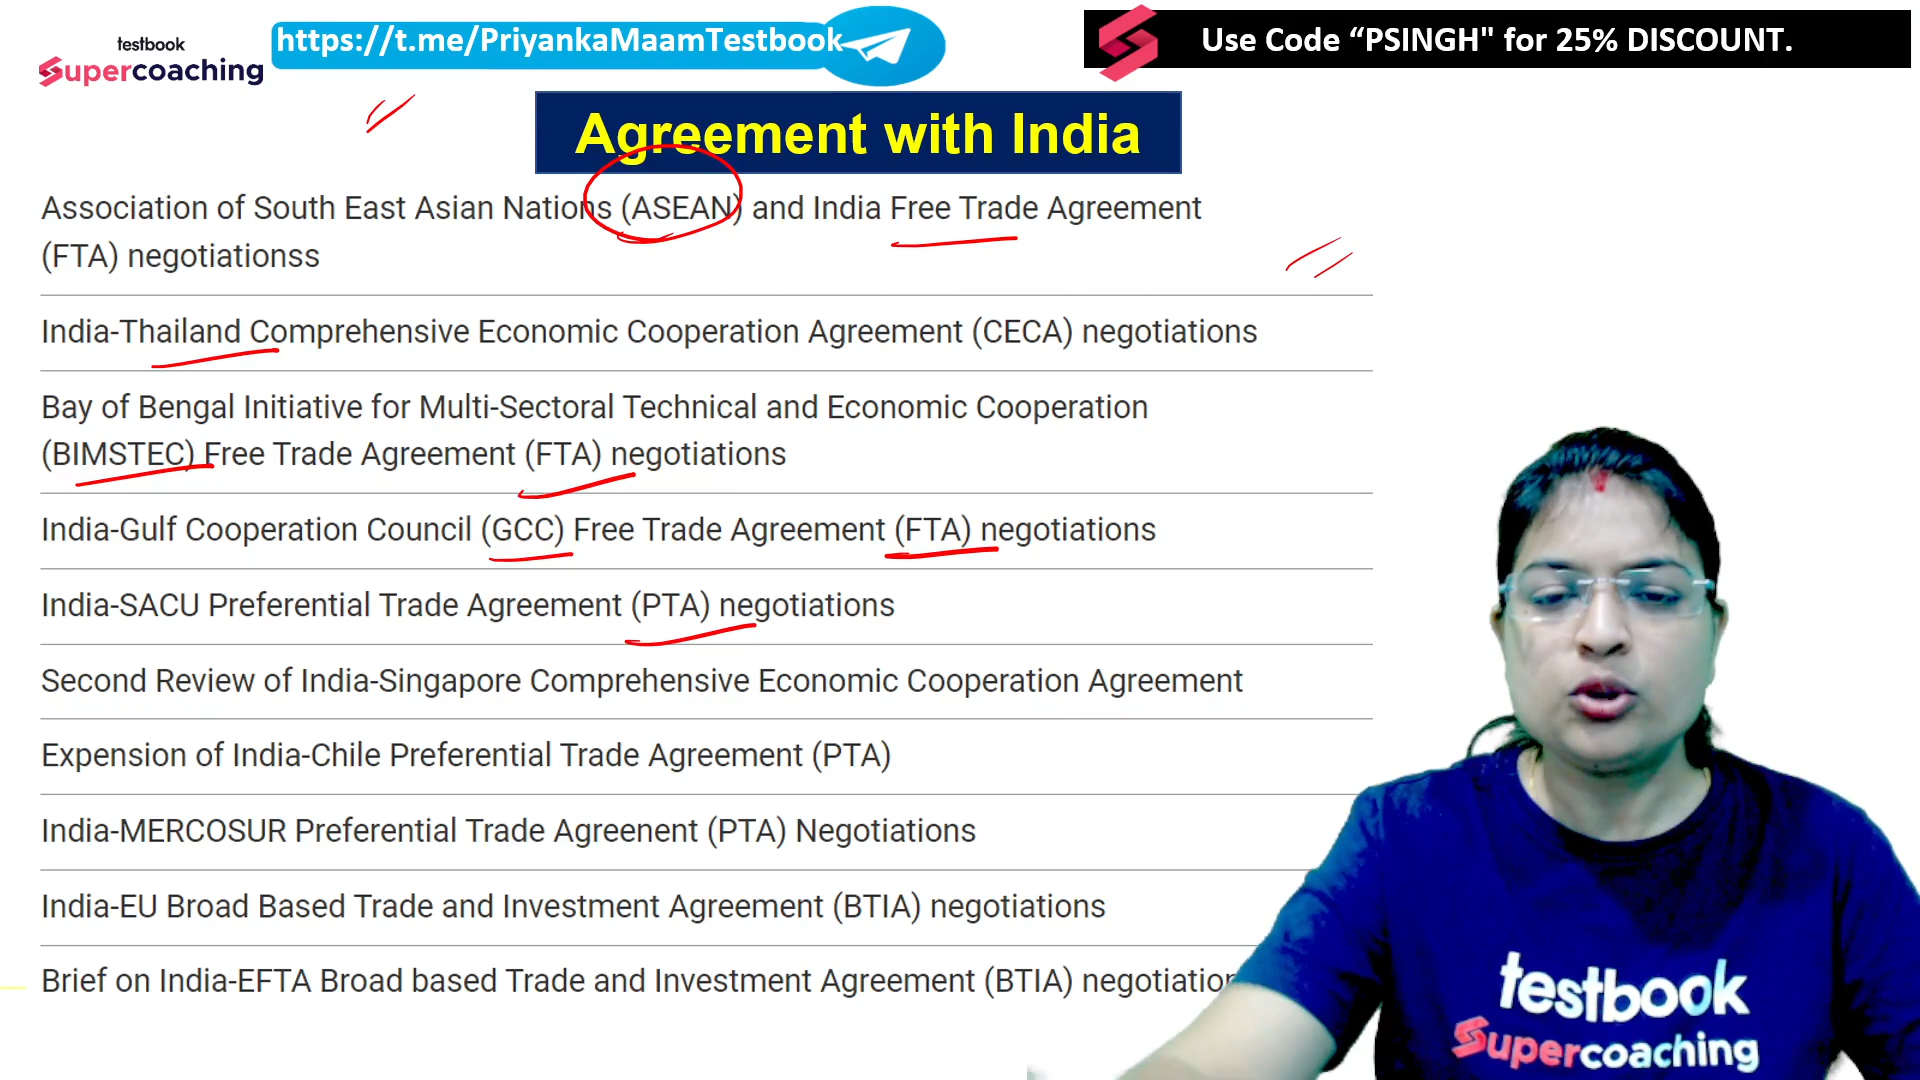 testbook
Supercoaching
https://t.me/PriyankaMaamTestbook
Use Code “PSINGH" for 25% DISCOUNT.
Agreement with India
Association of South East Asian Nations (ASEAN) and India Free Trade Agreement
(FTA) negotiationss
India-Thailand Comprehensive Economic Cooperation Agreement (CECA) negotiations
Bay of Bengal Initiative for Multi-Sectoral Technical and Economic Cooperation
(BIMSTEC) Free Trade Agreement (FTA) negotiations
India-Gulf Cooperation Council (GCC) Free Trade Agreement (FTA) negotiations
India-SACU Preferential Trade Agreement (PTA) negotiations
Second Review of India-Singapore Comprehensive Economic Cooperation Agreement
Expension of India-Chile Preferential Trade Agreement (PTA)
India-MERCOSUR Preferential Trade Agreenent (PTA) Negotiations
India-EU Broad Based Trade and Investment Agreement (BTIA) negotiations
Brief on India-EFTA Broad based Trade and Investment Agreement (BTIA) negotiation
testbook
Supercoaching